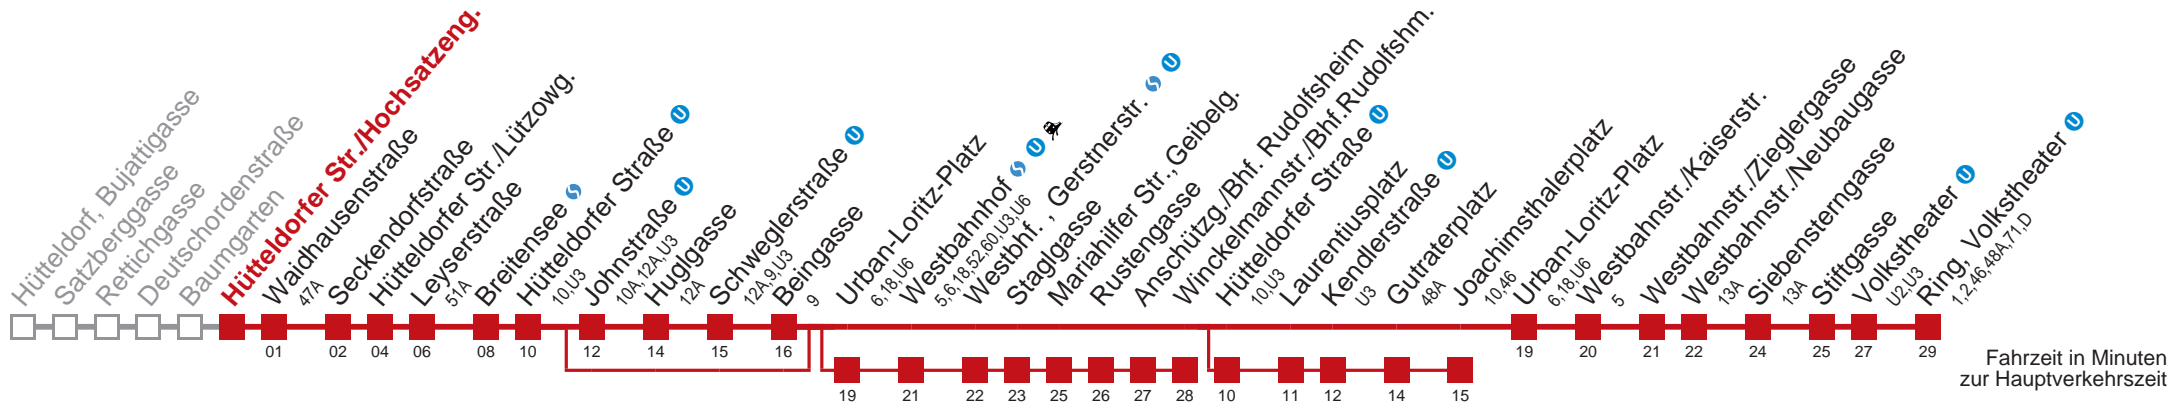 Hütteldorf, Bujattigasse
Satzberggasse
Rettichgasse
Deutschordenstraße
Baumgarten
Hütteldorfer Str./Hochsatzeng.
Waidhausenstraße
47A
Seckendorfstraße
Hütteldorfer Str./Lützowg.
Leyserstraße
51A
Breitensee S
Hütteldorfer Straße U
10,U3
Johnstraße U
10A,12A,U3
Huglgasse
12A
Schweglerstraße U
12A,9,U3
Beingasse
9
Urban-Loritz-Platz
6,18,U6
Westbahnhof S U
5,6,18,52,60,U3,U6
Westbhf. , Gerstnerstr. S U
Staglgasse
Mariahilfer Str., Geibelg.
Rustengasse
Anschützg./Bhf. Rudolfsheim
Winckelmannstr./Bhf.Rudolfshm.
Hütteldorfer Straße U
10,U3
Laurentiusplatz
Kendlerstraße U
U3
Gutraterplatz
48A
Joachimsthalerplatz
10,46
Urban-Loritz-Platz
6,18,U6
Westbahnstr./Kaiserstr.
5
Westbahnstr./Zieglergasse
Westbahnstr./Neubaugasse
13A
Siebensterngasse
13A
Stiftgasse
Volkstheater U
U2,U3
Ring, Volkstheater U
1,2,46,48A,71,D
01 02 04 06 08 10 12 14 15 16 19 20 21 22 24 25 27 29
19 21 22 23 25 26 27 28 10 11 12 14 15
Fahrzeit in Minuten
zur Hauptverkehrszeit